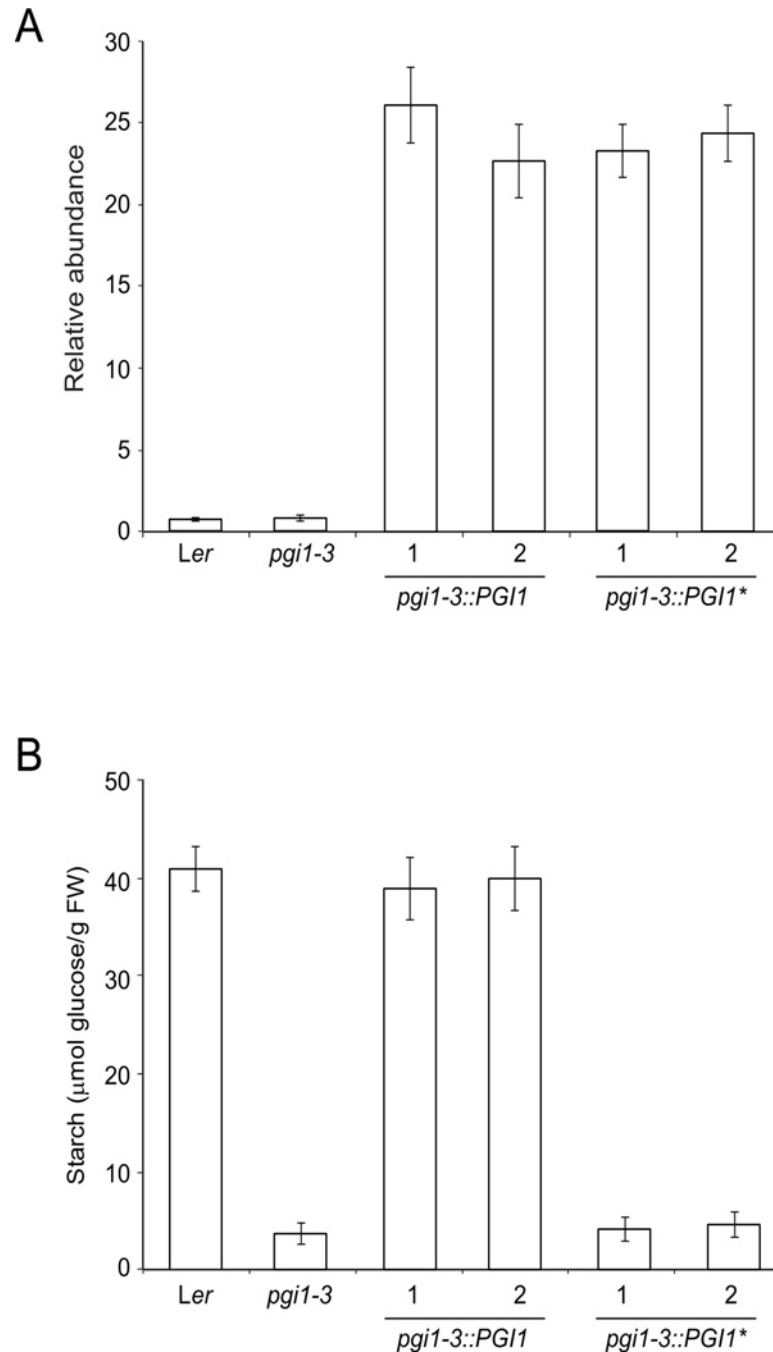 A
30
25
20
15
10
5
0
Relative abundance
Ler pgi1-3 1 2 1 2
pgi1-3::PGI1 pgi1-3::PGI1*
B
50
40
30
20
10
0
Starch (μmol glucose/g FW)
Ler pgi1-3 1 2 1 2
pgi1-3::PGI1 pgi1-3::PGI1*